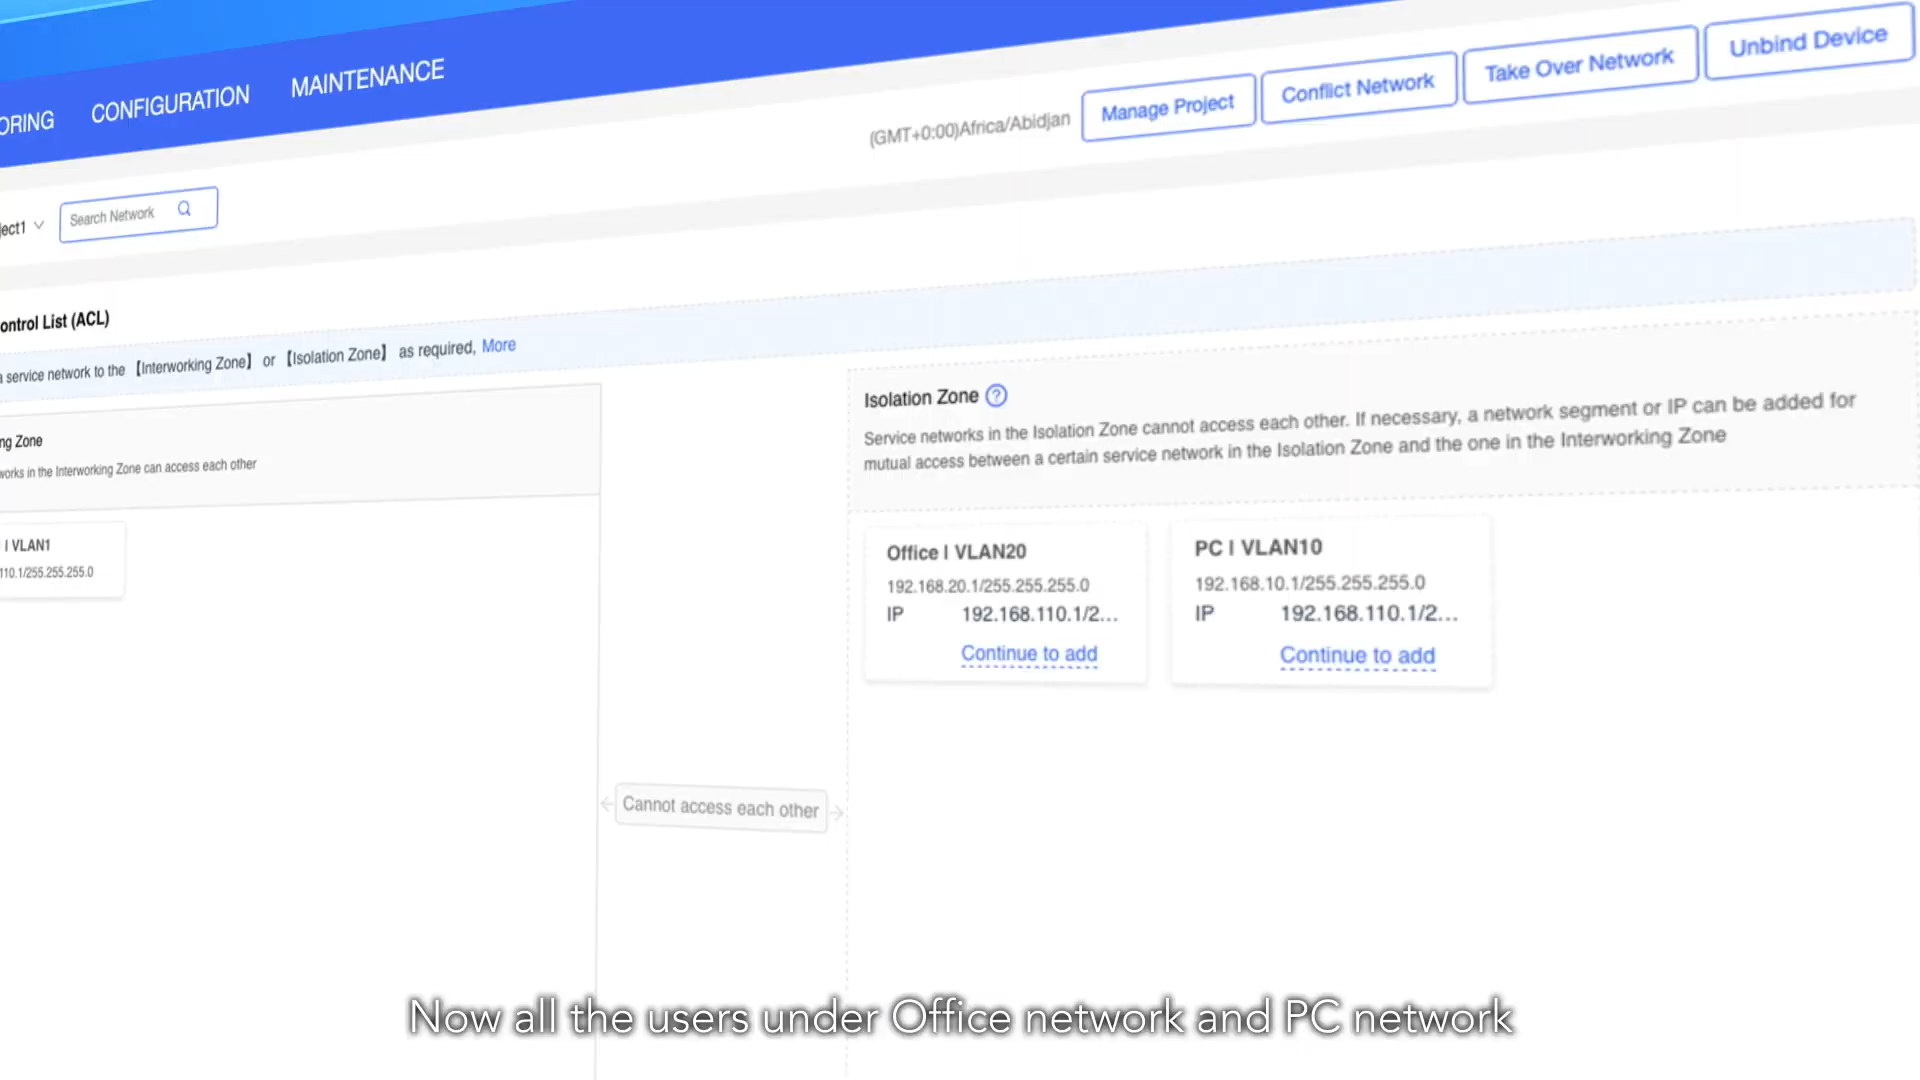 ORING CONFIGURATION MAINTENANCE
(GMT+0:00)Africa/Abidjan Manage Project Conflict Network Take Over Network Unbind Device
ject1 Search Network
ontrol List (ACL)
a service network to the 【Interworking Zone】 or 【Isolation Zone】 as required, More
ng Zone
works in the Interworking Zone can access each other
| VLAN1
110.1/255.255.255.0
Cannot access each other
Isolation Zone ?
Service networks in the Isolation Zone cannot access each other. If necessary, a network segment or IP can be added for
mutual access between a certain service network in the Isolation Zone and the one in the Interworking Zone
Office | VLAN20
192.168.20.1/255.255.255.0
IP 192.168.110.1/2...
Continue to add
PC | VLAN10
192.168.10.1/255.255.255.0
IP 192.168.110.1/2...
Continue to add
Now all the users under Office network and PC network